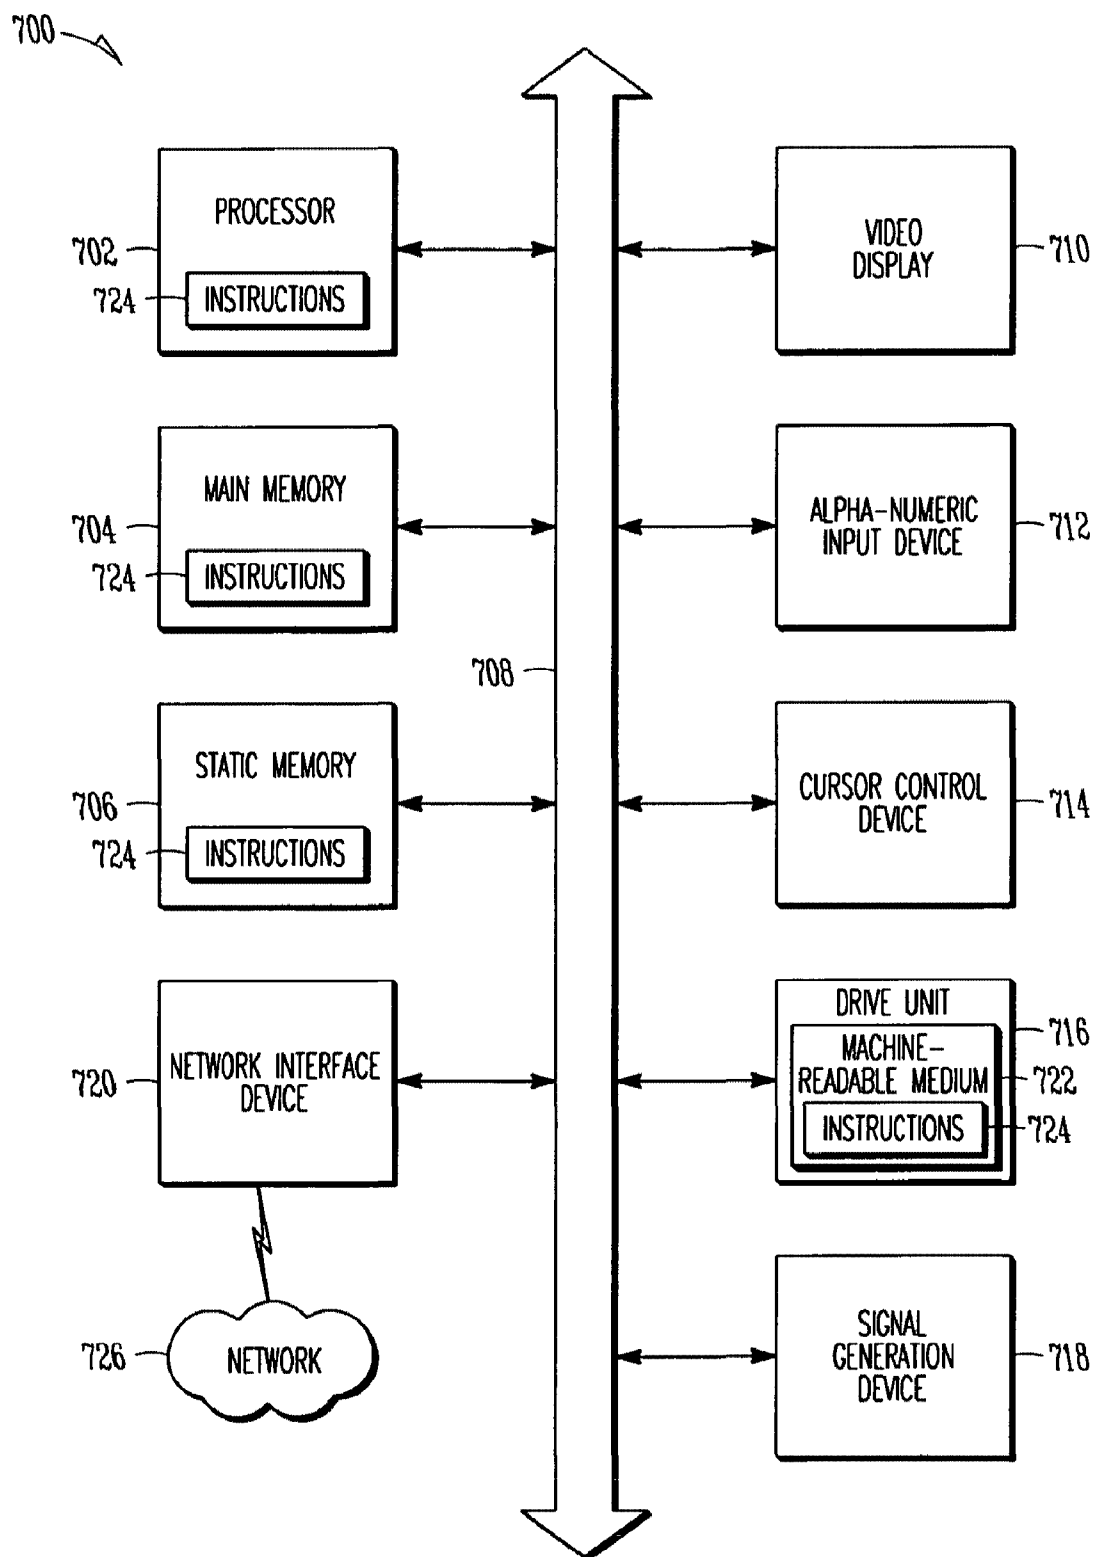 700
PROCESSOR
702
724
INSTRUCTIONS
VIDEO
DISPLAY
710
MAIN MEMORY
704
724
INSTRUCTIONS
ALPHA-NUMERIC
INPUT DEVICE
712
708
STATIC MEMORY
706
724
INSTRUCTIONS
CURSOR CONTROL
DEVICE
714
NETWORK INTERFACE
DEVICE
720
DRIVE UNIT
716
MACHINE-
READABLE MEDIUM
722
INSTRUCTIONS
724
726
NETWORK
SIGNAL
GENERATION
DEVICE
718